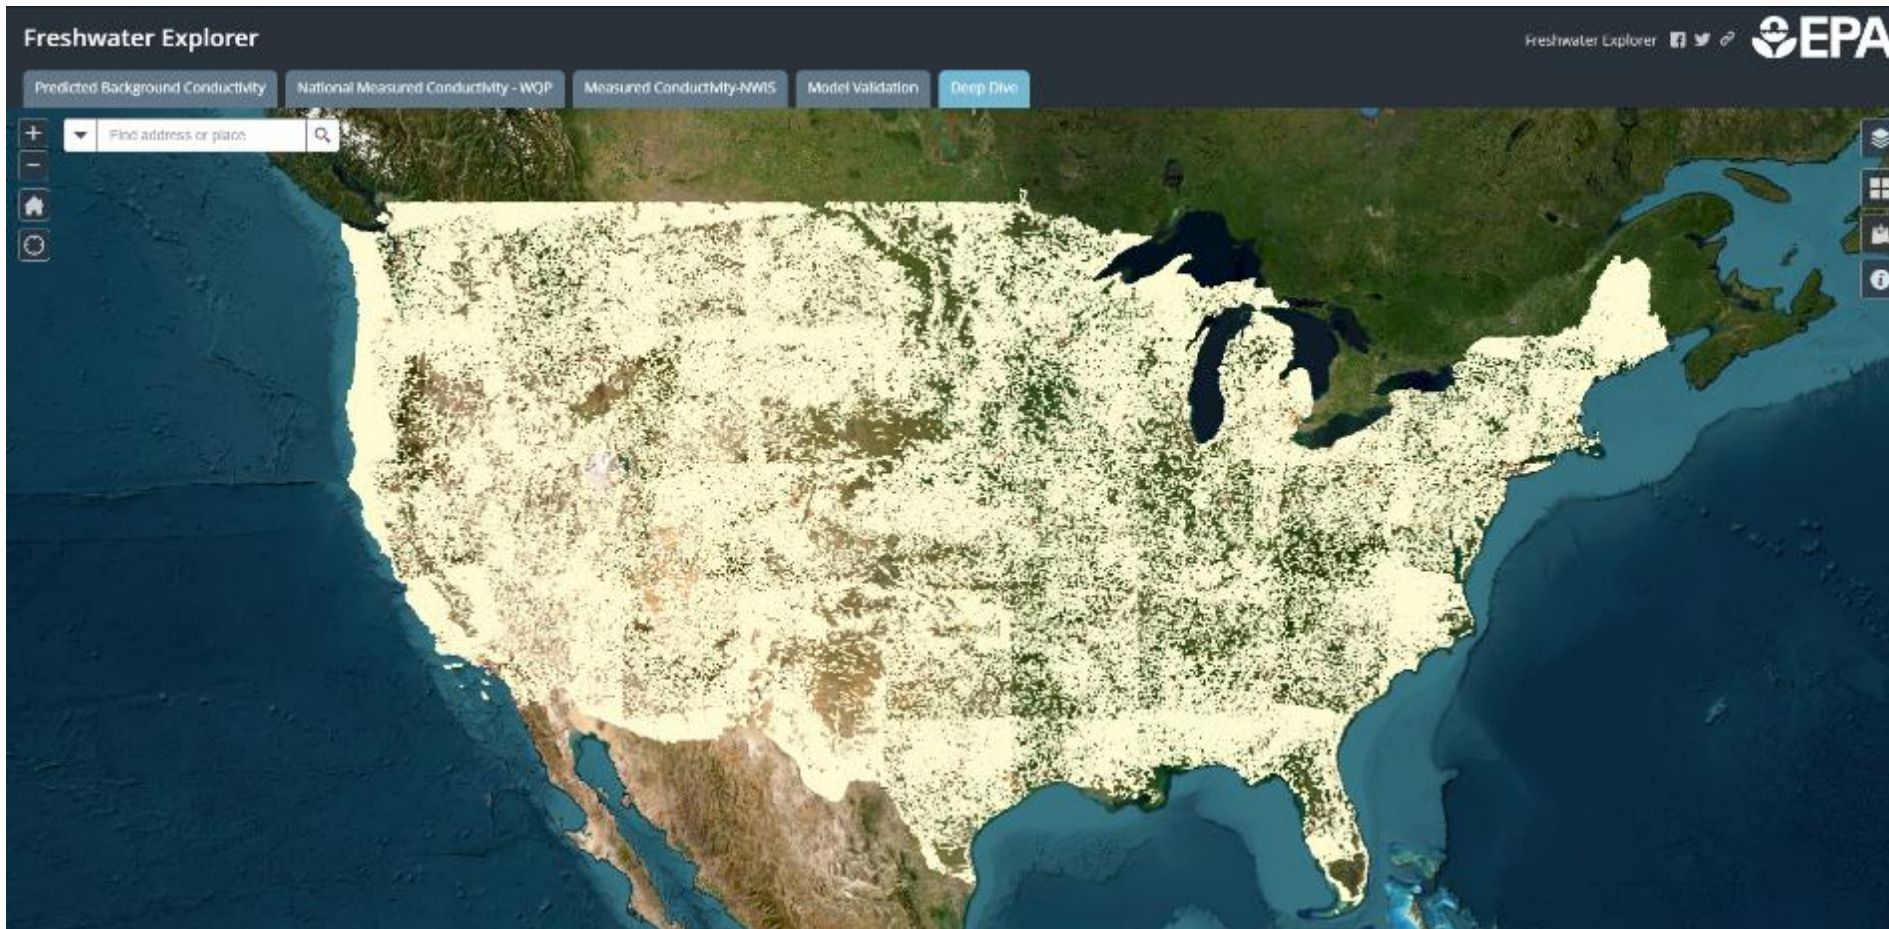 Freshwater Explorer
Freshwater Explorer
EPA
Predicted Background Conductivity
National Measured Conductivity - WQP
Measured Conductivity-NWIS
Model Validation
Deep Dive
Find address or place